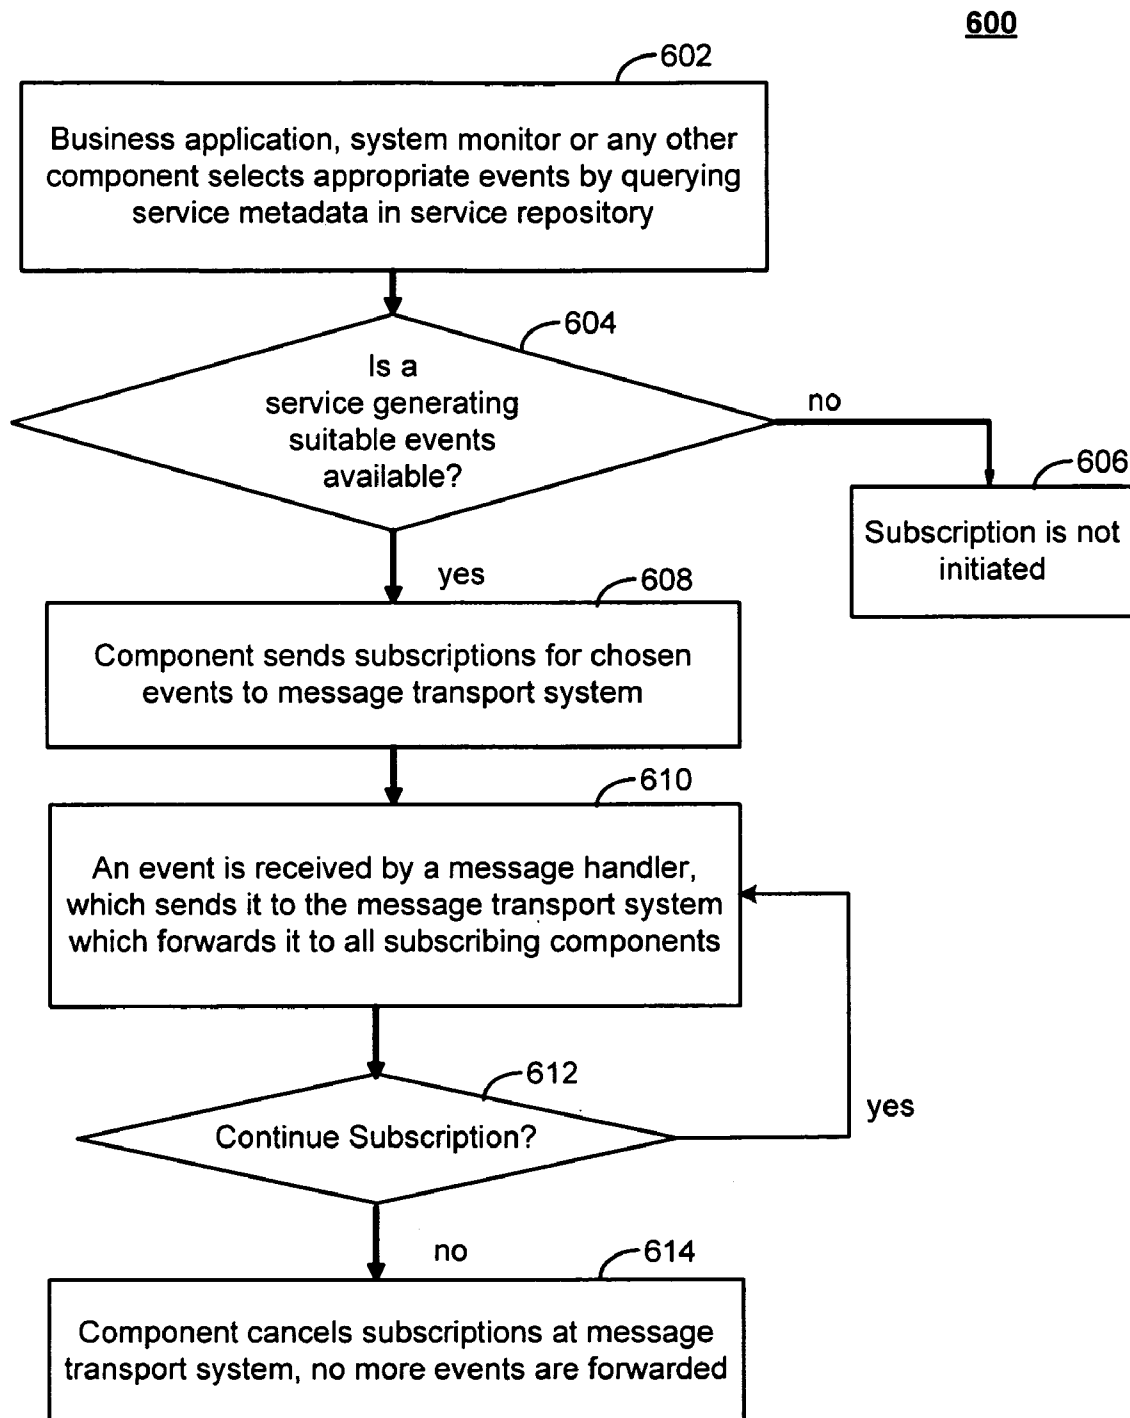 600
602
Business application, system monitor or any other
component selects appropriate events by querying
service metadata in service repository
604
Is a
service generating
suitable events
available?
no
606
Subscription is not
initiated
yes
608
Component sends subscriptions for chosen
events to message transport system
610
An event is received by a message handler,
which sends it to the message transport system
which forwards it to all subscribing components
612
Continue Subscription?
yes
no
614
Component cancels subscriptions at message
transport system, no more events are forwarded